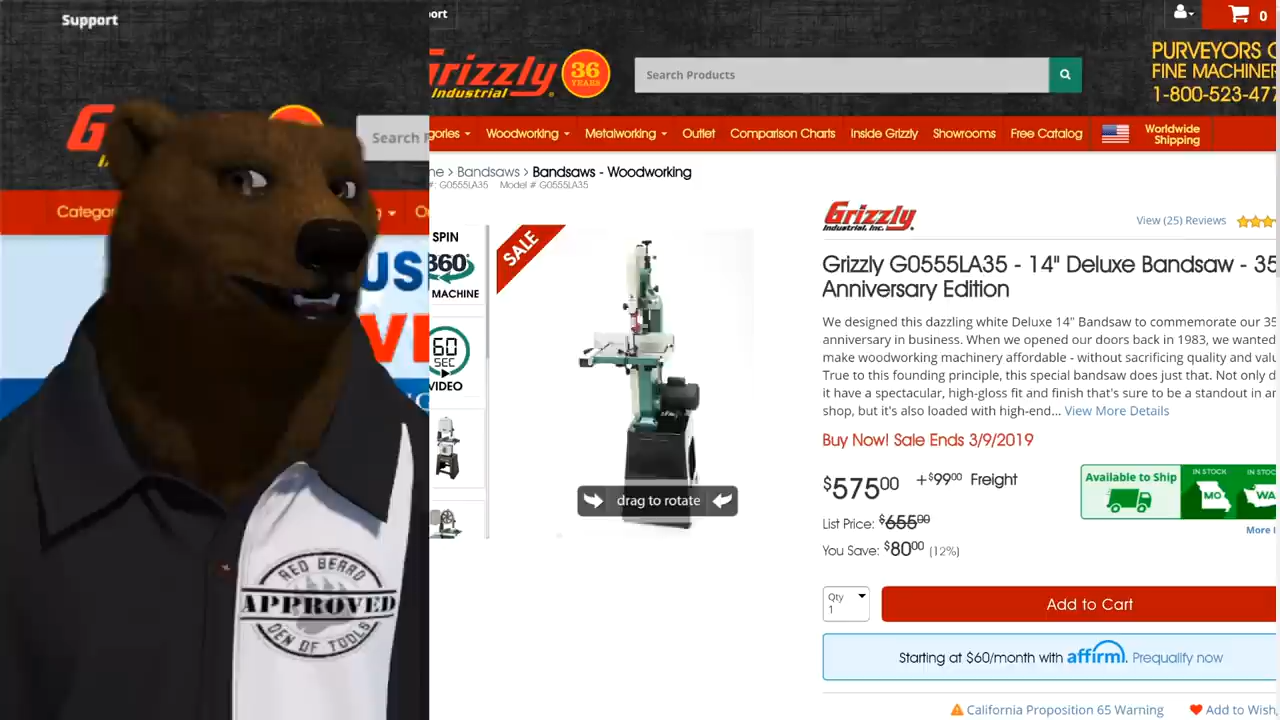 Support
ort
0
Grizzly
Industrial
36
YEARS
Search Products
PURVEYORS O
FINE MACHINER
1-800-523-477
G
Search P
gories
Woodworking
Metalworking
Outlet
Comparison Charts
Inside Grizzly
Showrooms
Free Catalog
Worldwide
Shipping
Categor
g
O
me > Bandsaws > Bandsaws - Woodworking
#: G0555LA35 Model # G0555LA35
SPIN
360°
MACHINE
60
SEC
VIDEO
SALE
drag to rotate
US
VE
Grizzly
Industrial, Inc.
View (25) Reviews
Grizzly G0555LA35 - 14" Deluxe Bandsaw - 35
Anniversary Edition
We designed this dazzling white Deluxe 14" Bandsaw to commemorate our 35
anniversary in business. When we opened our doors back in 1983, we wanted
make woodworking machinery affordable - without sacrificing quality and valu
True to this founding principle, this special bandsaw does just that. Not only d
it have a spectacular, high-gloss fit and finish that's sure to be a standout in an
shop, but it's also loaded with high-end... View More Details
Buy Now! Sale Ends 3/9/2019
$575.00 +$99.00 Freight
Available to Ship
IN STOCK
MO
IN STOC
WA
More I
List Price: $655.00
You Save: $80.00 (12%)
Qty
1
Add to Cart
Starting at $60/month with affirm. Prequalify now
California Proposition 65 Warning
Add to Wish
RED BEARD
APPROVED
DEN OF TOOLS